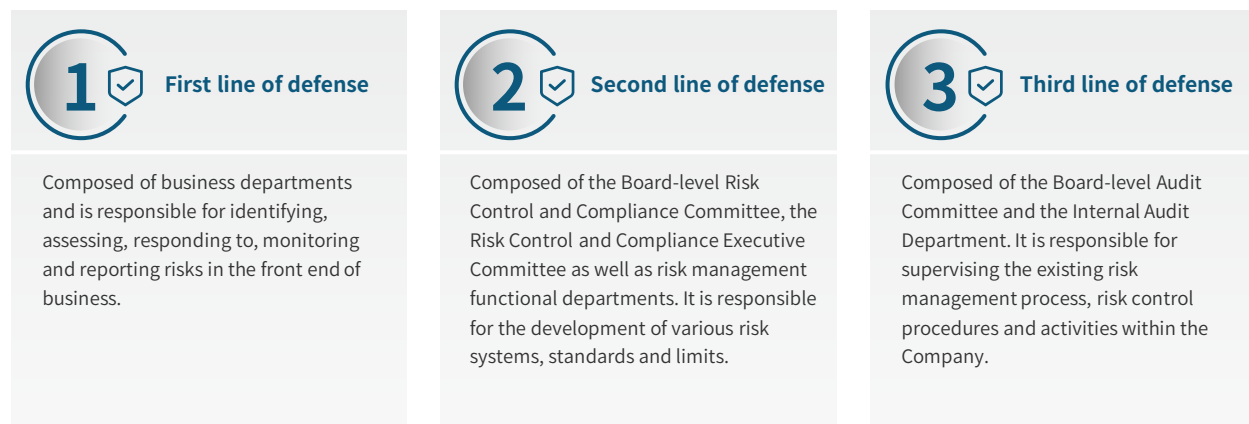 1
First line of defense
Composed of business departments
and is responsible for identifying,
assessing, responding to, monitoring
and reporting risks in the front end of
business.
2
Second line of defense
Composed of the Board-level Risk
Control and Compliance Committee, the
Risk Control and Compliance Executive
Committee as well as risk management
functional departments. It is responsible
for the development of various risk
systems, standards and limits.
3
Third line of defense
Composed of the Board-level Audit
Committee and the Internal Audit
Department. It is responsible for
supervising the existing risk
management process, risk control
procedures and activities within the
Company.